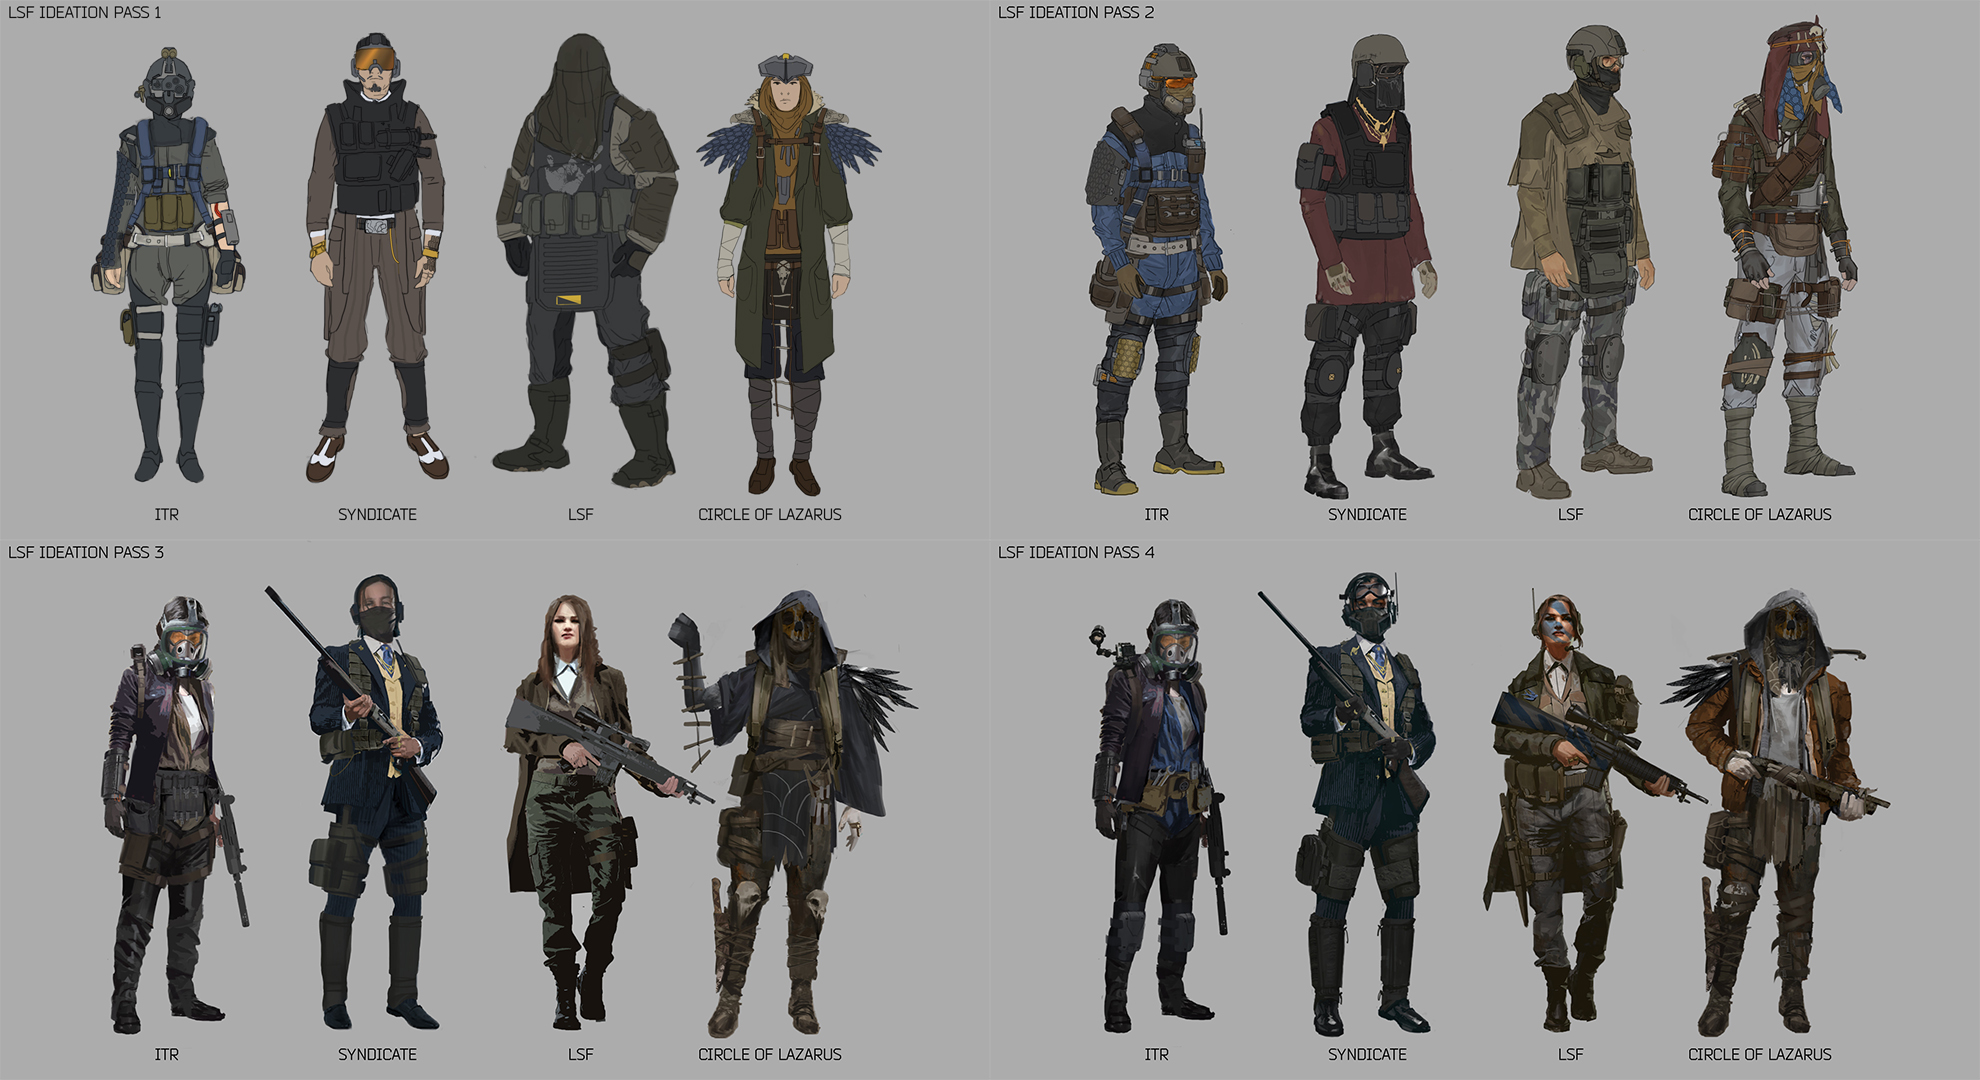 LSF IDEATION PASS 1
ITR
SYNDICATE
LSF
CIRCLE OF LAZARUS
LSF IDEATION PASS 2
ITR
SYNDICATE
LSF
CIRCLE OF LAZARUS
LSF IDEATION PASS 3
ITR
SYNDICATE
LSF
CIRCLE OF LAZARUS
LSF IDEATION PASS 4
ITR
SYNDICATE
LSF
CIRCLE OF LAZARUS